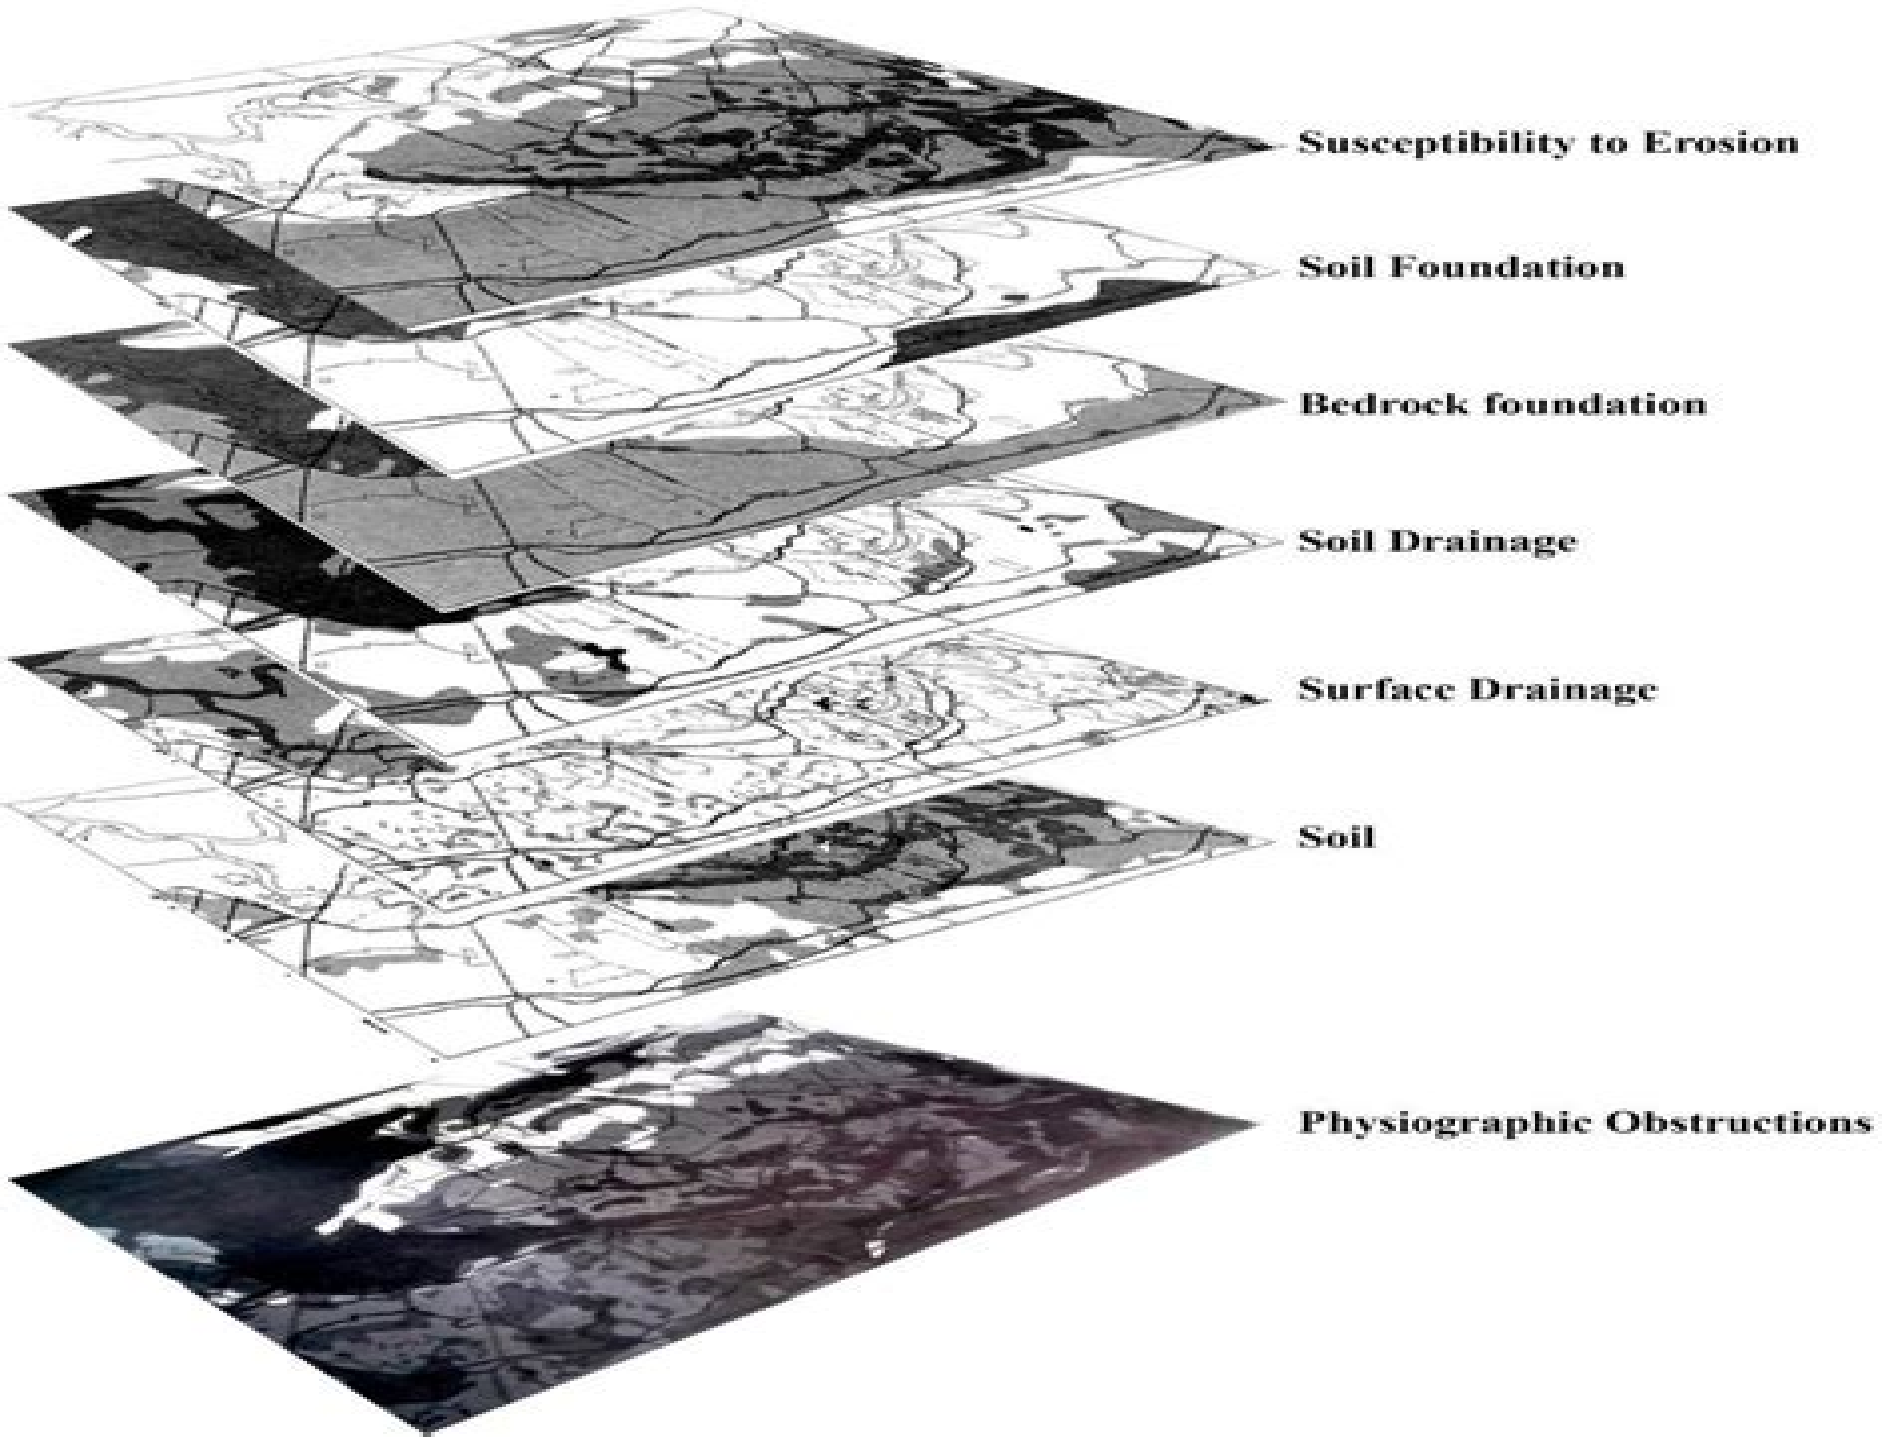 Susceptibility to Erosion
Soil Foundation
Bedrock foundation
Soil Drainage
Surface Drainage
Soil
Physiographic Obstructions